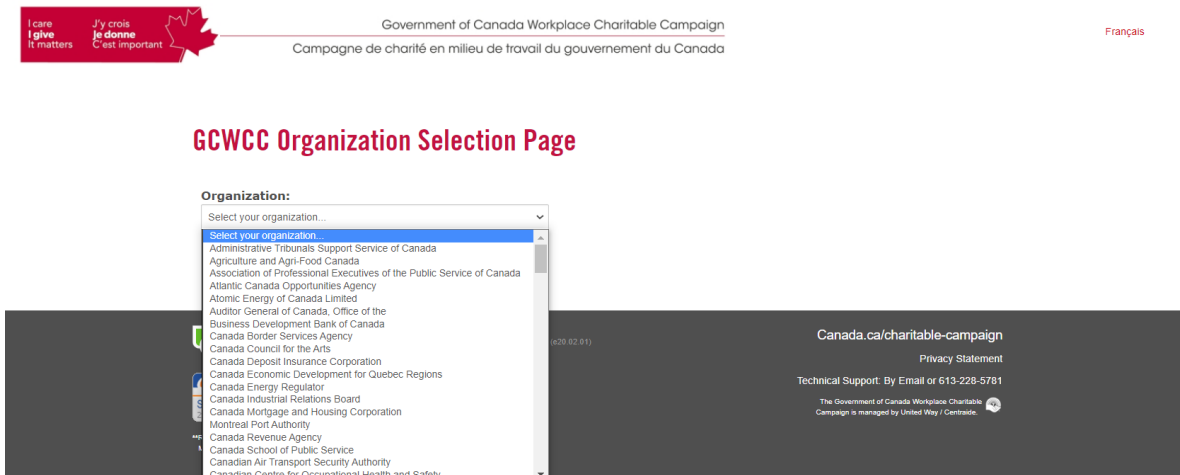 I care J'y crois
I give je donne
It matters C'est important
Government of Canada Workplace Charitable Campaign
Campagne de charité en milieu de travail du gouvernement du Canada
Français
GCWCC Organization Selection Page
Organization:
Select your organization...
Select your organization...
Administrative Tribunals Support Service of Canada
Agriculture and Agri-Food Canada
Association of Professional Executives of the Public Service of Canada
Atlantic Canada Opportunities Agency
Atomic Energy of Canada Limited
Auditor General of Canada, Office of the
Business Development Bank of Canada
Canada Border Services Agency
Canada Council for the Arts
Canada Deposit Insurance Corporation
Canada Economic Development for Quebec Regions
Canada Energy Regulator
Canada Industrial Relations Board
Canada Mortgage and Housing Corporation
Montreal Port Authority
Canada Revenue Agency
Canada School of Public Service
Canadian Air Transport Security Authority
Canadian Centre for Occupational Health and Safety
(e20.02.01)
Canada.ca/charitable-campaign
Privacy Statement
Technical Support: By Email or 613-228-5781
The Government of Canada Workplace Charitable
Campaign is managed by United Way / Centraide.